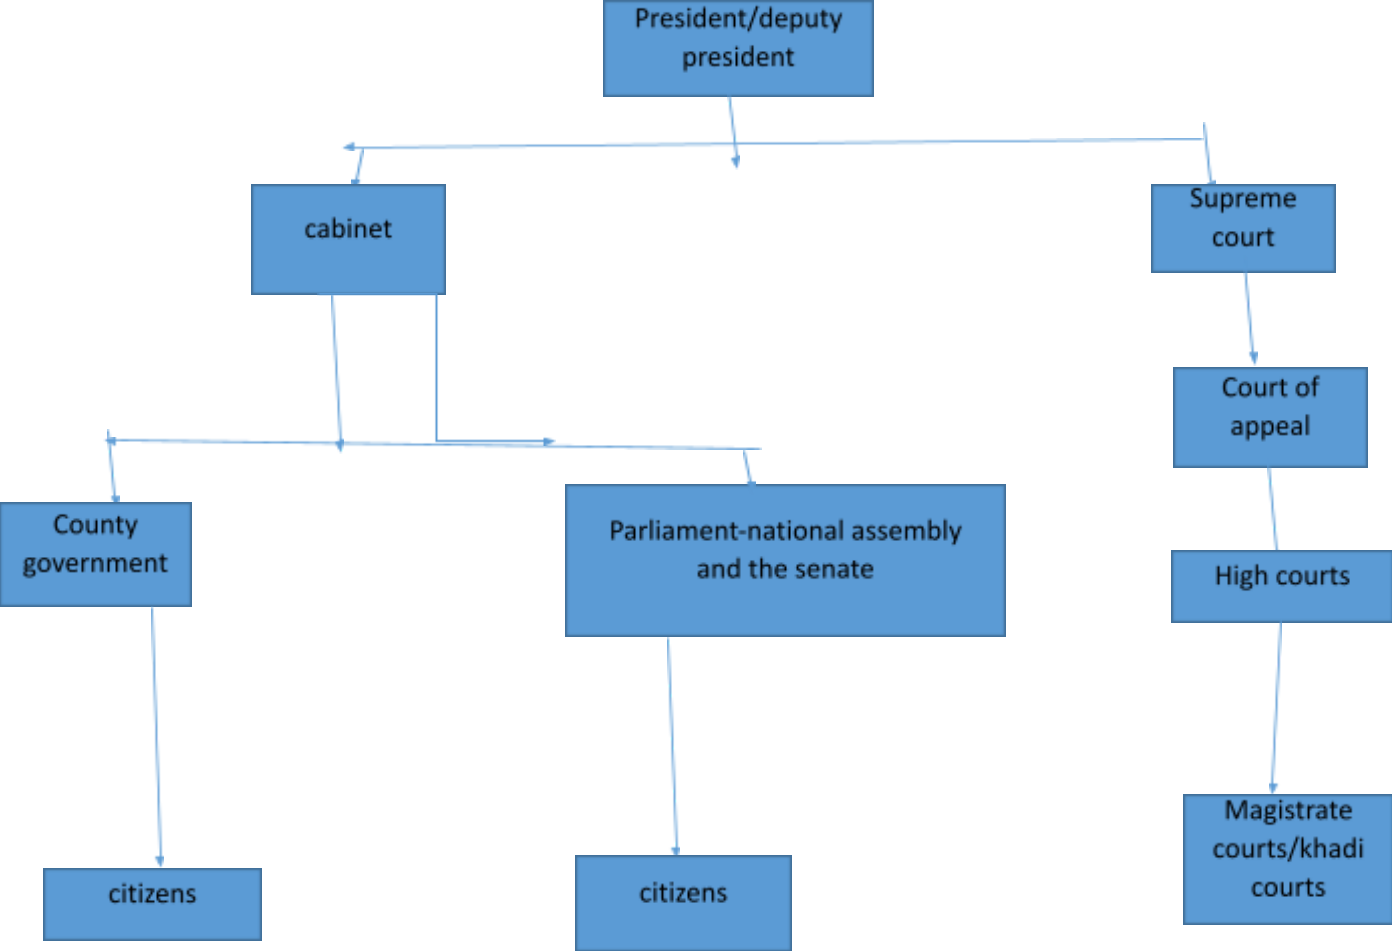 President/deputy
president
cabinet
Supreme
court
Court of
appeal
County
government
Parliament-national assembly
and the senate
High courts
Magistrate
courts/khadi
courts
citizens
citizens